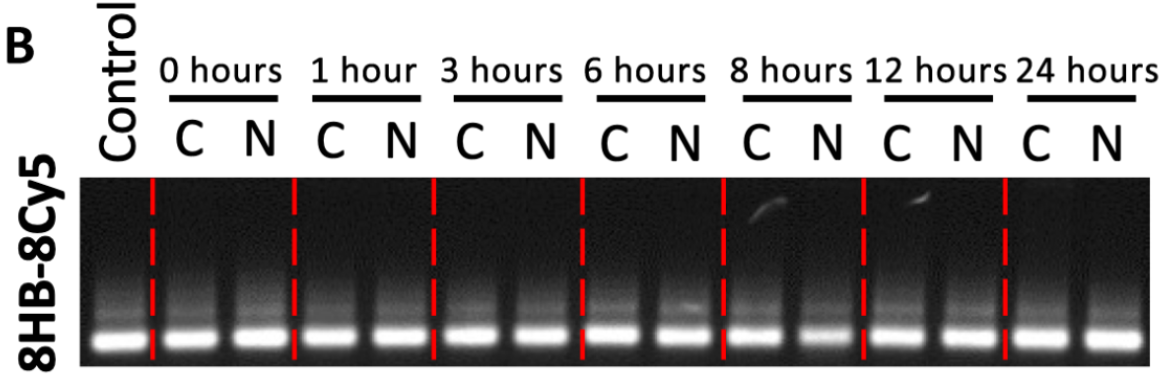 B
Control
0 hours 1 hour 3 hours 6 hours 8 hours 12 hours 24 hours
C N C N C N C N C N C N C N
8HB-8Cy5